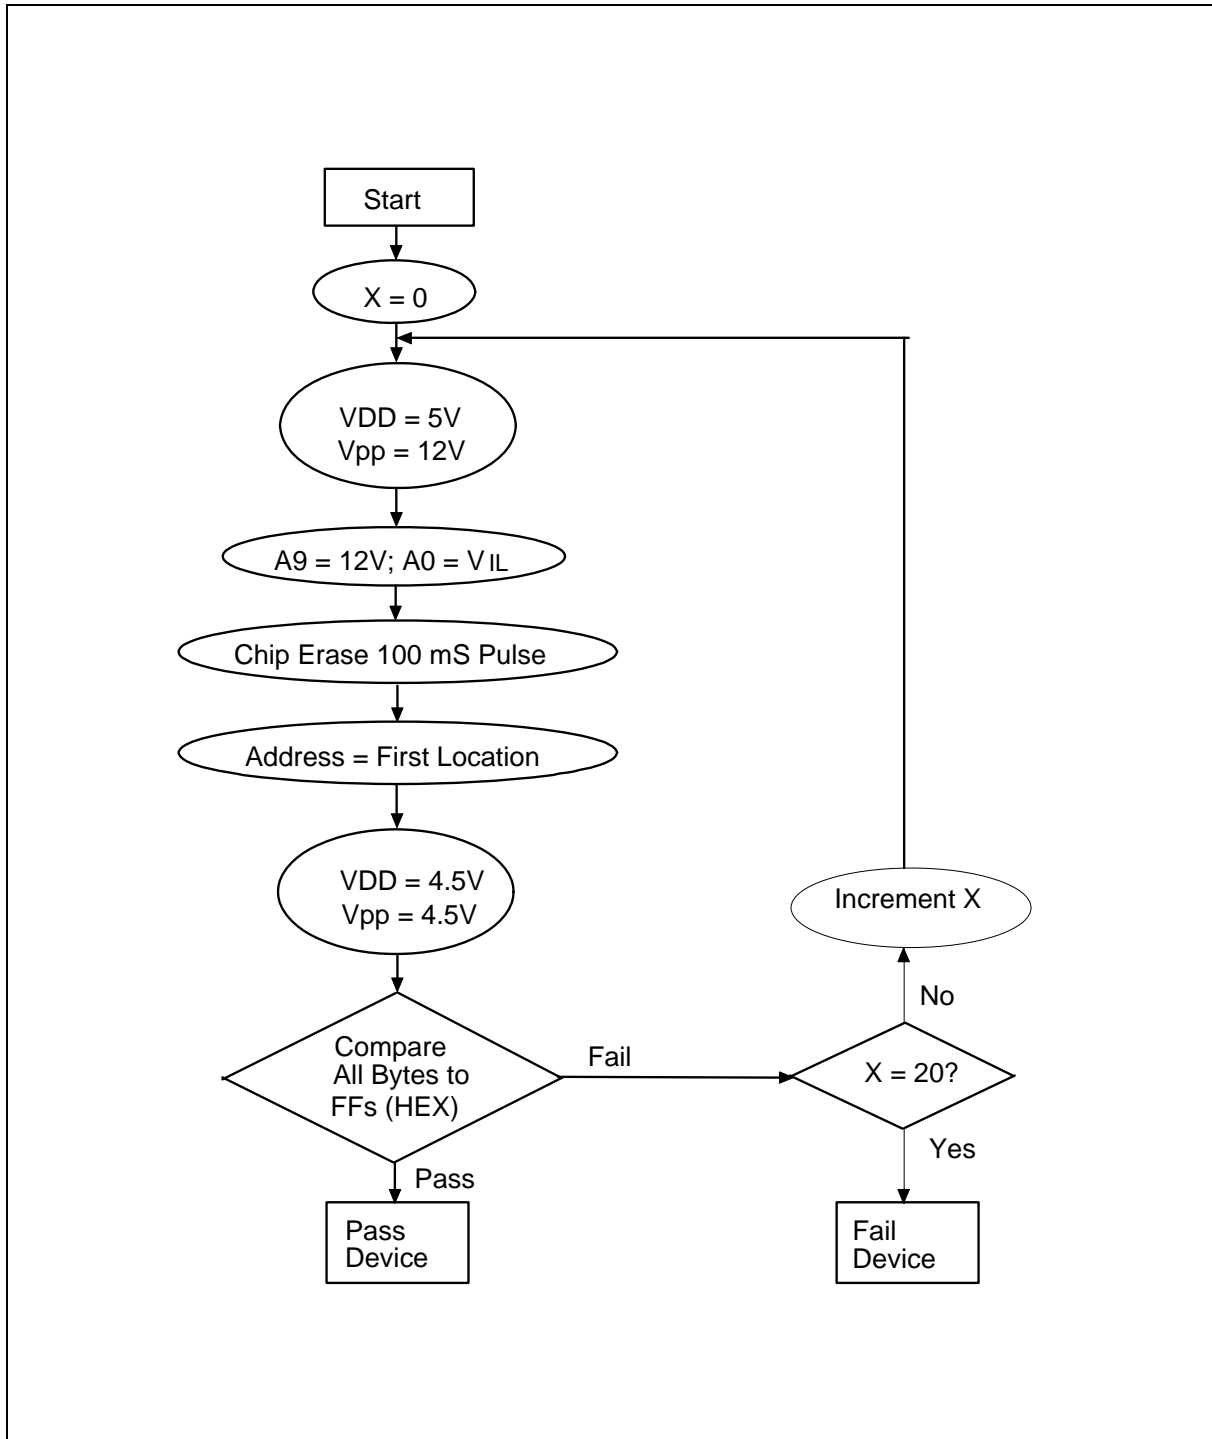 Start
X = 0
VDD = 5V
Vpp = 12V
A9 = 12V; A0 = VIL
Chip Erase 100 mS Pulse
Address = First Location
VDD = 4.5V
Vpp = 4.5V
Increment X
No
Compare
All Bytes to
FFs (HEX)
Fail
X = 20?
Pass
Yes
Pass
Device
Fail
Device